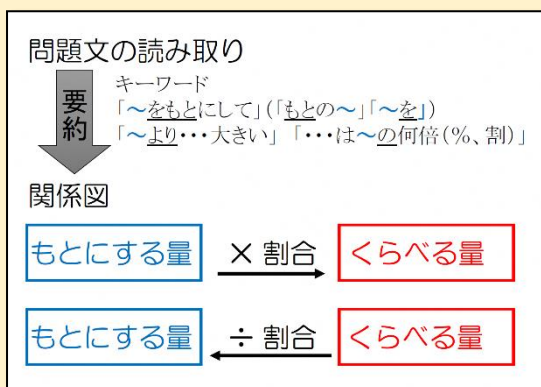 問題文の読み取り
要約
キーワード
「～をもとにして」(「もとの～」「～を」)
「～より・・・大きい」 「・・・は～の何倍(%、割)」
関係図
もとにする量 × 割合 くらべる量
もとにする量 ÷ 割合 くらべる量